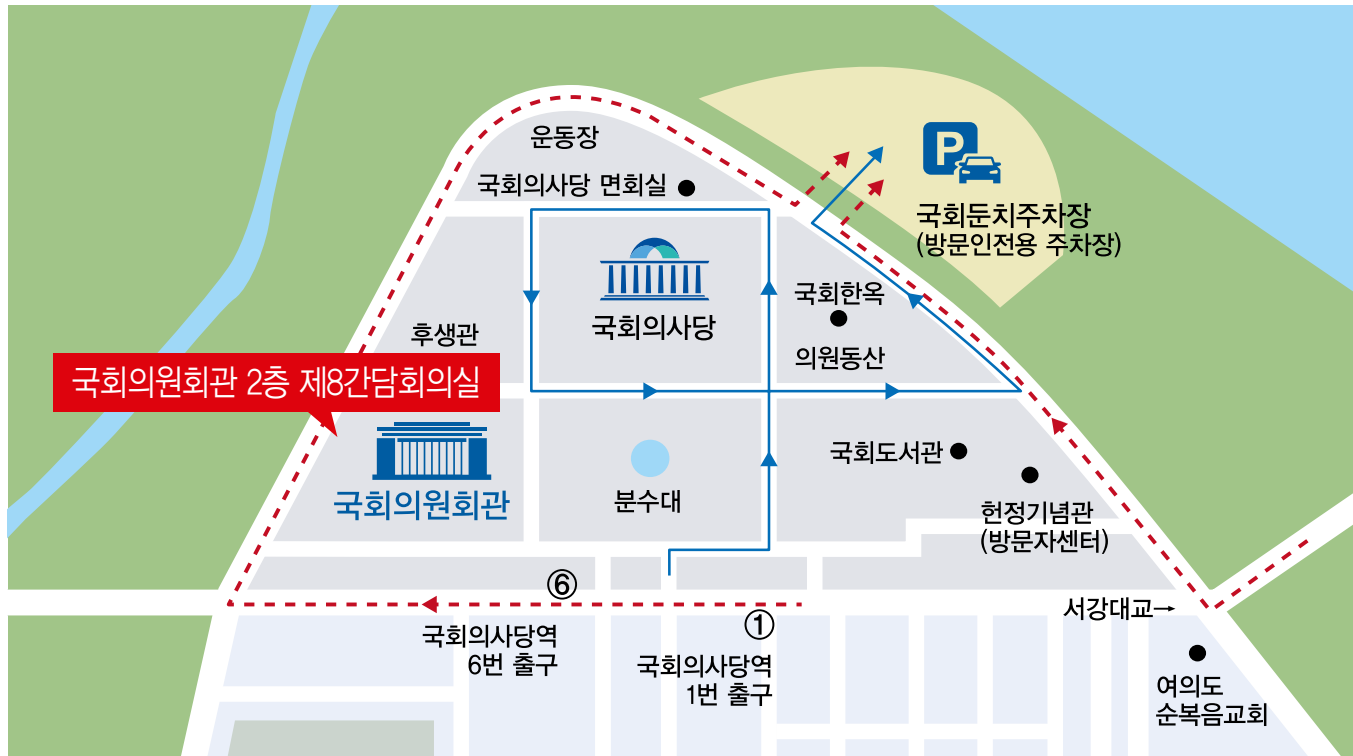 운동장
국회의사당 면회실
P
국회둔치주차장
(방문인전용 주차장)
국회한옥
국회의사당
후생관
의원동산
국회의원회관 2층 제8간담회의실
국회도서관
국회의원회관
분수대
헌정기념관
(방문자센터)
⑥
서강대교→
①
국회의사당역
6번 출구
국회의사당역
1번 출구
여의도
순복음교회